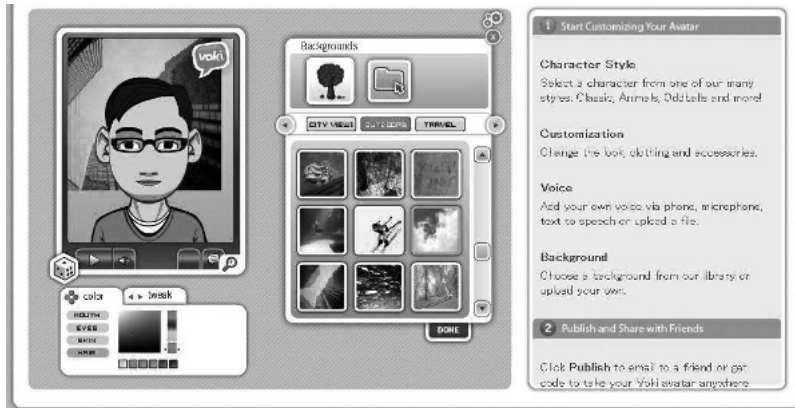 voki
Backgrounds
CITY VIEWS
OUTDOORS
TRAVEL
color
tweak
MOUTH
EYES
SKIN
HAIR
DONE
1 Start Customizing Your Avatar
Character Style
Select a character from one of our many
styles. Classic, Animals, Oddballs and more!
Customization
Change the look, clothing and accessories.
Voice
Add your own voice via phone, microphone,
text to speech or upload a file.
Background
Choose a background from our library or
upload your own.
2 Publish and Share with Friends
Click Publish to email to a friend or get
code to take your Voki avatar anywhere